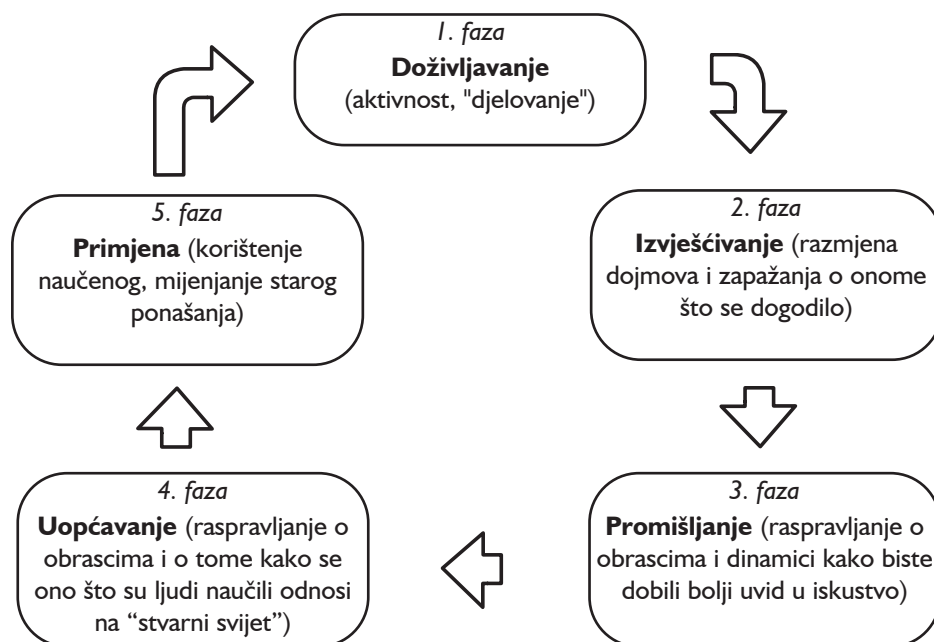 1. faza
Doživljavanje
(aktivnost, "djelovanje")
2. faza
Izvješćivanje (razmjena
dojmova i zapažanja o onome
što se dogodilo)
3. faza
Promišljanje (raspravljanje o
obrascima i dinamici kako biste
dobili bolji uvid u iskustvo)
4. faza
Uopćavanje (raspravljanje o
obrascima i o tome kako se
ono što su ljudi naučili odnosi
na “stvarni svijet”)
5. faza
Primjena (korištenje
naučenog, mijenjanje starog
ponašanja)